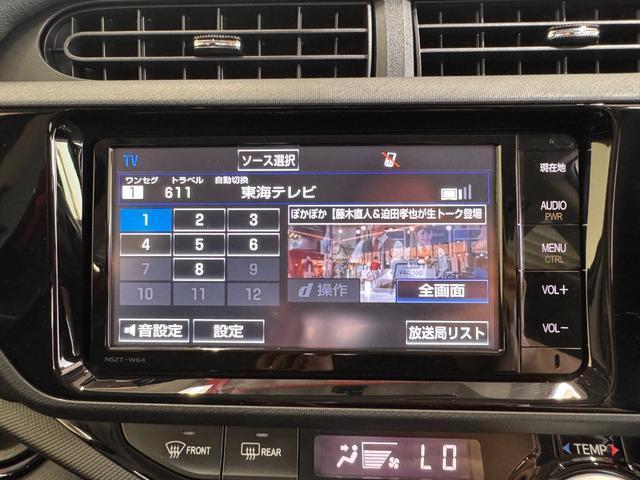 TV
ソース選択
ワンセグ トラベル 自動切換
1 611 東海テレビ
1 2 3
4 5 6
7 8 9
10 11 12
ぽかぽか【藤木直人&迫田孝也が生トーク登場
¥40,700
d 操作
全画面
音設定
設定
放送局リスト
NSZT-W64
現在地
AUDIO
PWR
MENU
CTRL
VOL+
VOL−
FRONT
REAR
LO
TEMP